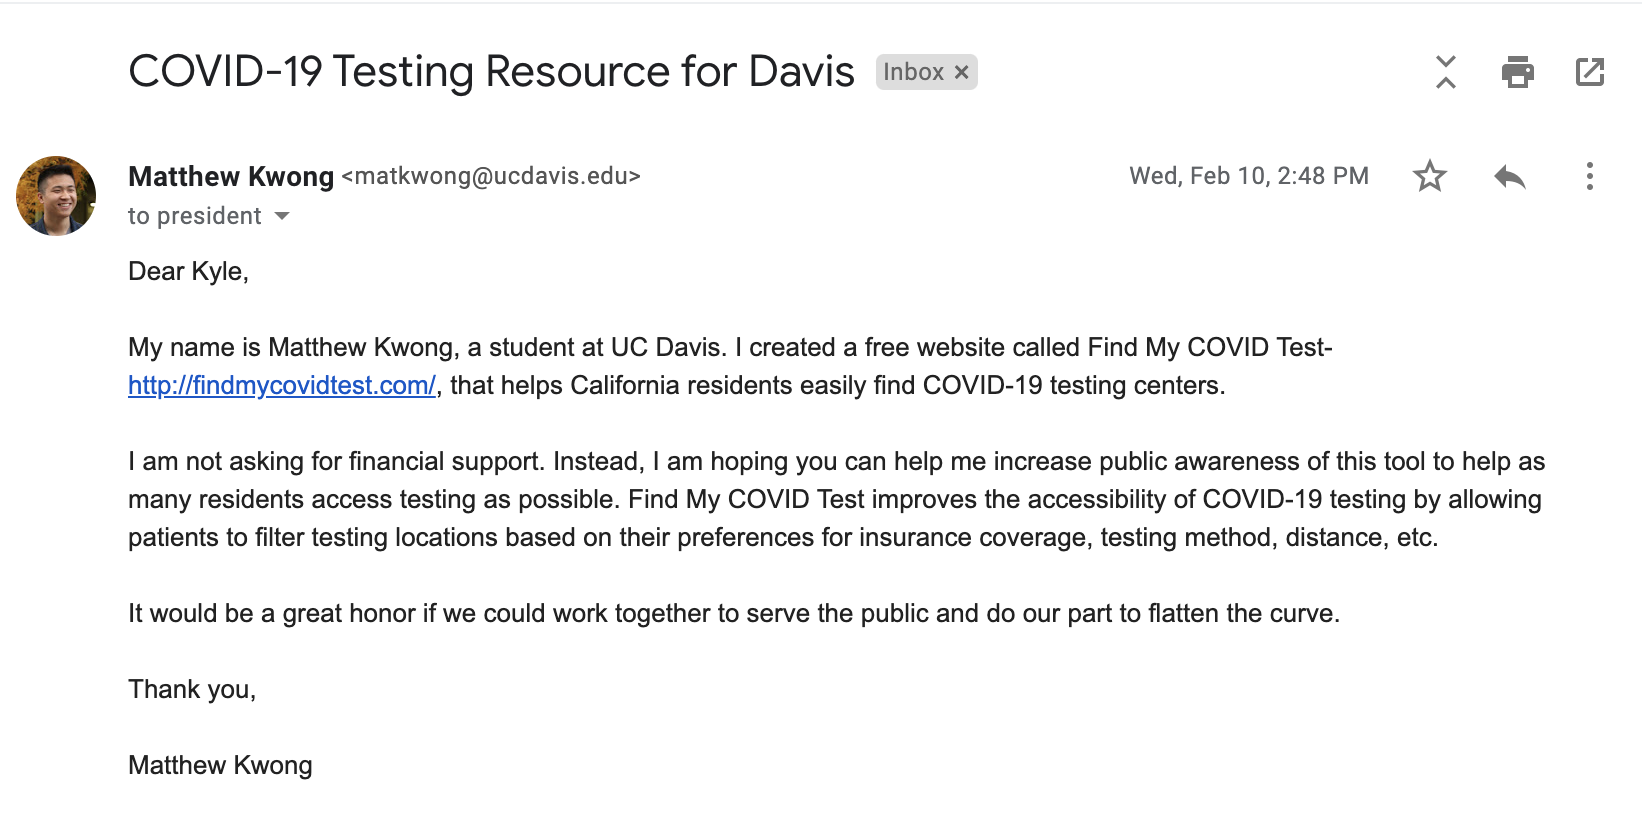 COVID-19 Testing Resource for Davis Inbox ×
Matthew Kwong <matkwong@ucdavis.edu> Wed, Feb 10, 2:48 PM
to president
Dear Kyle,
My name is Matthew Kwong, a student at UC Davis. I created a free website called Find My COVID Test-
http://findmycovidtest.com/, that helps California residents easily find COVID-19 testing centers.
I am not asking for financial support. Instead, I am hoping you can help me increase public awareness of this tool to help as
many residents access testing as possible. Find My COVID Test improves the accessibility of COVID-19 testing by allowing
patients to filter testing locations based on their preferences for insurance coverage, testing method, distance, etc.
It would be a great honor if we could work together to serve the public and do our part to flatten the curve.
Thank you,
Matthew Kwong